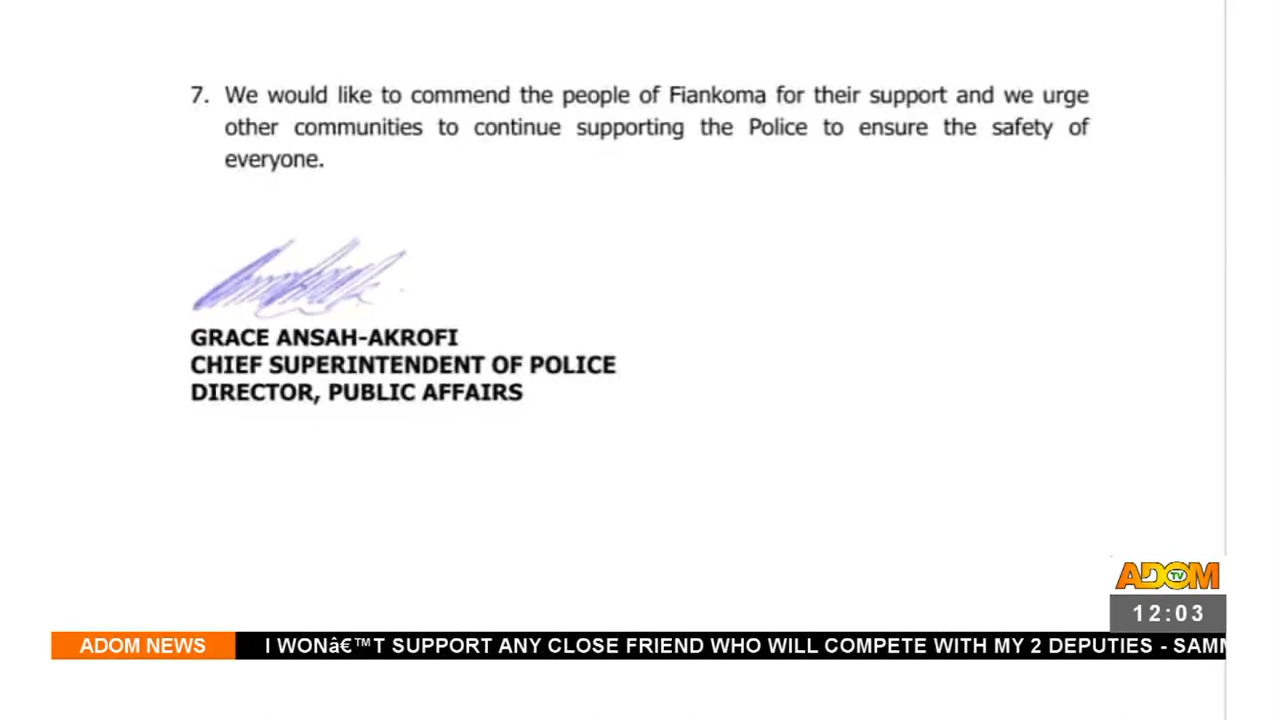 7. We would like to commend the people of Fiankoma for their support and we urge
other communities to continue supporting the Police to ensure the safety of
everyone.
GRACE ANSAH-AKROFI
CHIEF SUPERINTENDENT OF POLICE
DIRECTOR, PUBLIC AFFAIRS
ADOM TV
12:03
ADOM NEWS I WONâ€™T SUPPORT ANY CLOSE FRIEND WHO WILL COMPETE WITH MY 2 DEPUTIES - SAMM